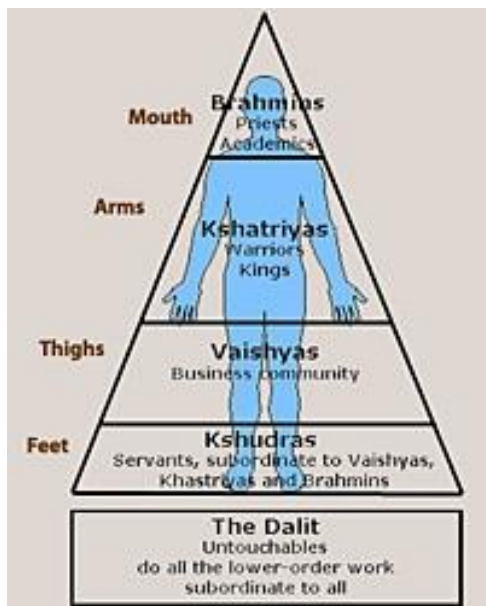 Brahmins
Mouth
Priests
Academics
Arms
Kshatriyas
Warriors
Kings
Thighs
Vaishyas
Business community
Feet
Kshudras
Servants, subordinate to Vaishyas,
Khastriyas and Brahmins
The Dalit
Untouchables
do all the lower-order work
subordinate to all